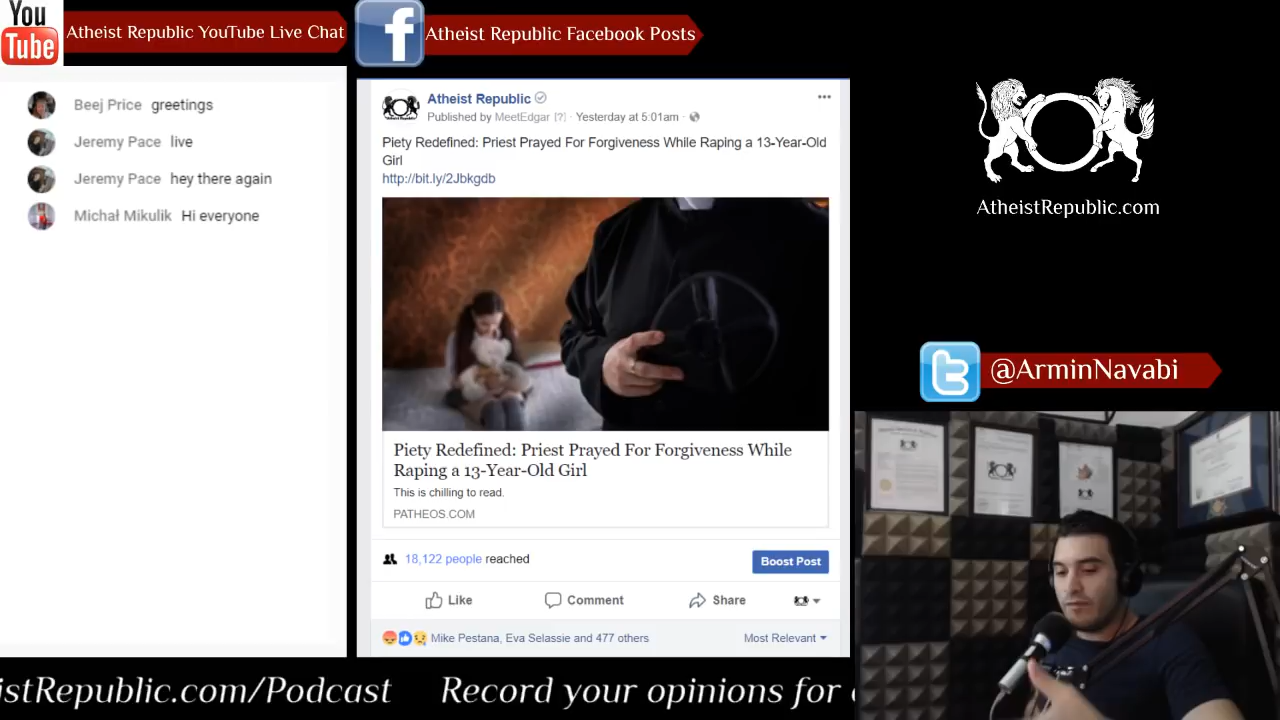 You
Tube
Atheist Republic YouTube Live Chat
f
Atheist Republic Facebook Posts
Beej Price greetings
Jeremy Pace live
Jeremy Pace hey there again
Michał Mikulik Hi everyone
Atheist Republic
Published by MeetEdgar [?] · Yesterday at 5:01am ·
Piety Redefined: Priest Prayed For Forgiveness While Raping a 13-Year-Old
Girl
http://bit.ly/2Jbkgdb
Piety Redefined: Priest Prayed For Forgiveness While
Raping a 13-Year-Old Girl
This is chilling to read.
PATHEOS.COM
18,122 people reached
Boost Post
Like
Comment
Share
Mike Pestana, Eva Selassie and 477 others
Most Relevant
AtheistRepublic.com
t
@ArminNavabi
istRepublic.com/Podcast Record your opinions for